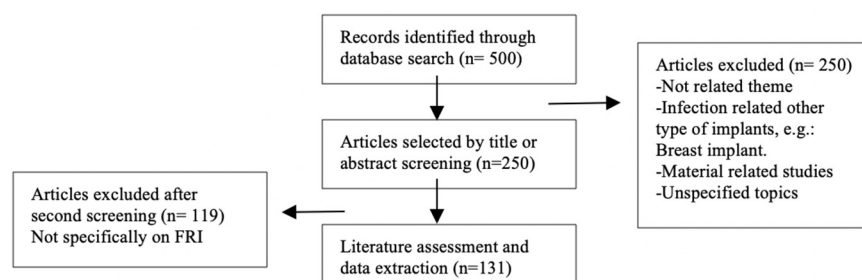 Records identified through
database search (n= 500)
Articles excluded (n= 250)
-Not related theme
-Infection related other
type of implants, e.g.:
Breast implant.
-Material related studies
-Unspecified topics
Articles selected by title or
abstract screening (n=250)
Articles excluded after
second screening (n= 119)
Not specifically on FRI
Literature assessment and
data extraction (n=131)